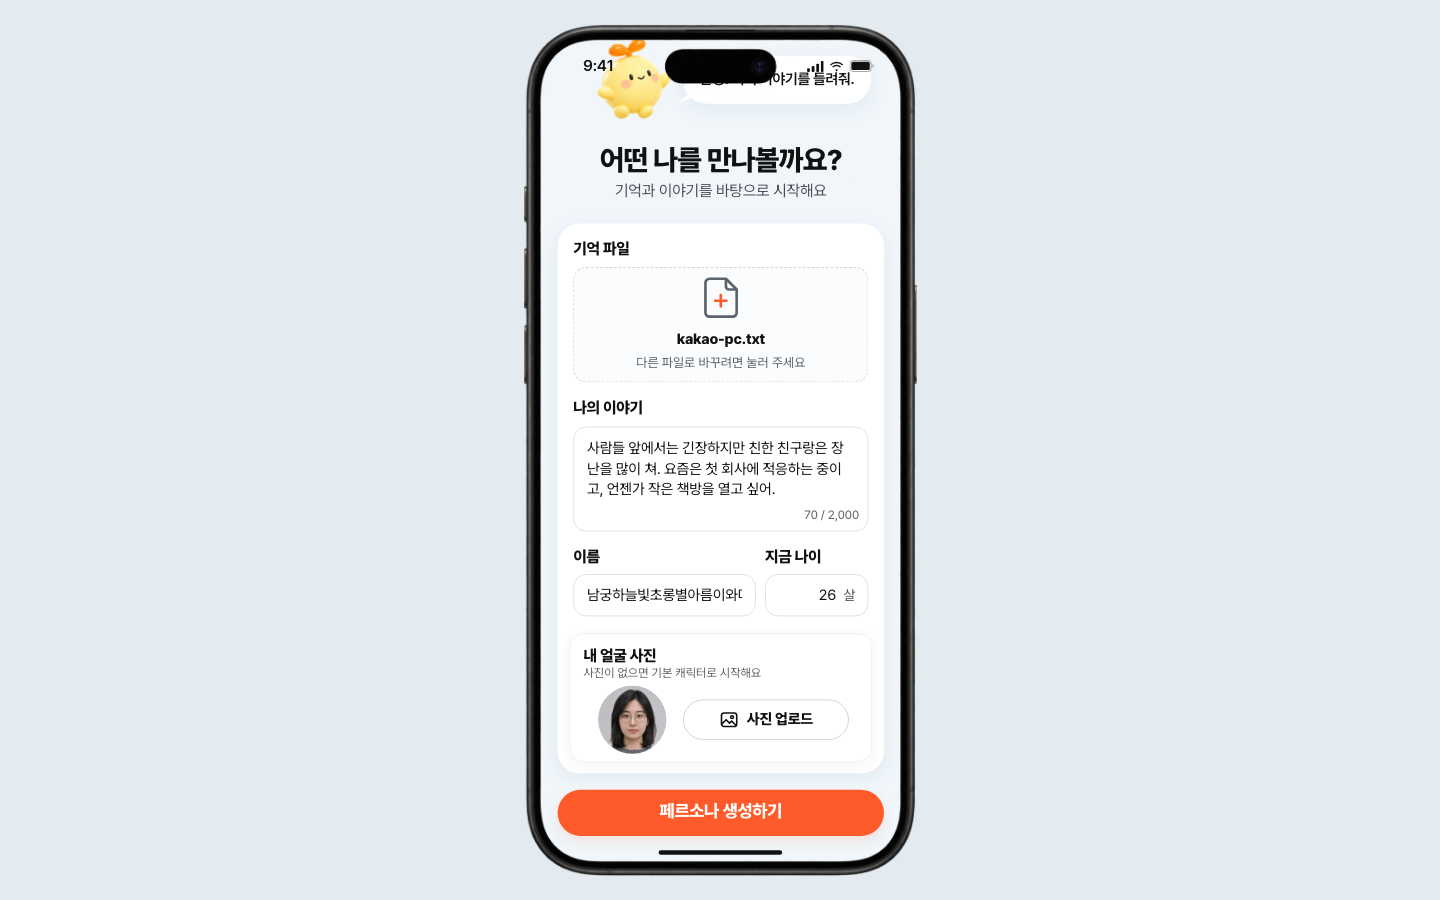 9:41
이야기를 들려줘.
어떤 나를 만나볼까요?
기억과 이야기를 바탕으로 시작해요
기억 파일
kakao-pc.txt
다른 파일로 바꾸려면 눌러 주세요
나의 이야기
사람들 앞에서는 긴장하지만 친한 친구랑은 장
난을 많이 쳐. 요즘은 첫 회사에 적응하는 중이
고, 언젠가 작은 책방을 열고 싶어.
70 / 2,000
이름
지금 나이
남궁하늘빛초롱별아름이와
26 살
내 얼굴 사진
사진이 없으면 기본 캐릭터로 시작해요
사진 업로드
페르소나 생성하기